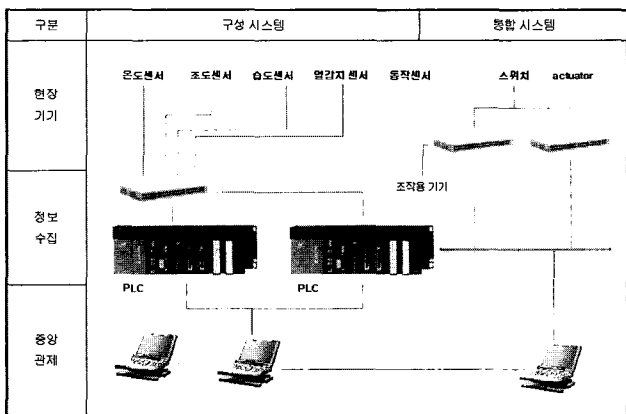 구분 구성 시스템 통합 시스템
현장
기기
온도센서 조도센서 습도센서 열감지 센서 동작센서 스위치 actuator
조작용 기기
정보
수집
PLC PLC
중앙
관제